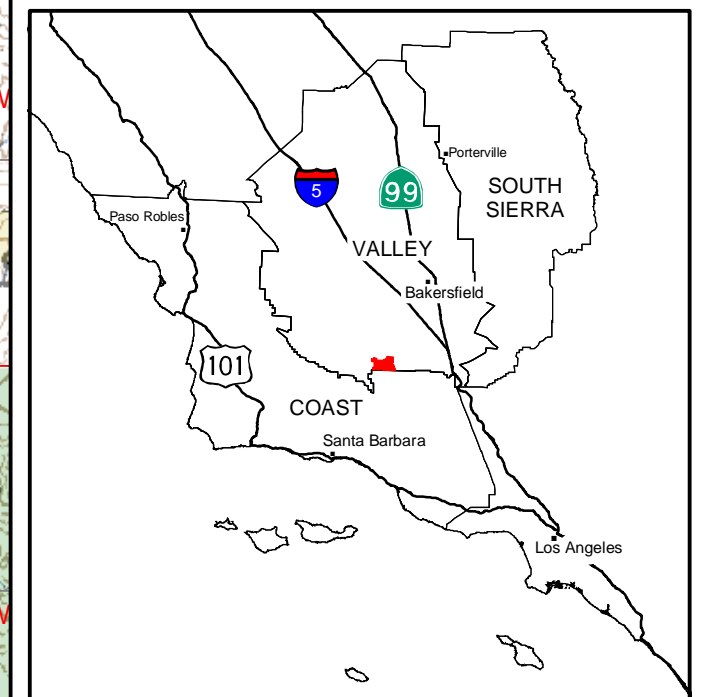 Porterville
SOUTH
SIERRA
5
99
Paso Robles
VALLEY
Bakersfield
101
COAST
Santa Barbara
Los Angeles